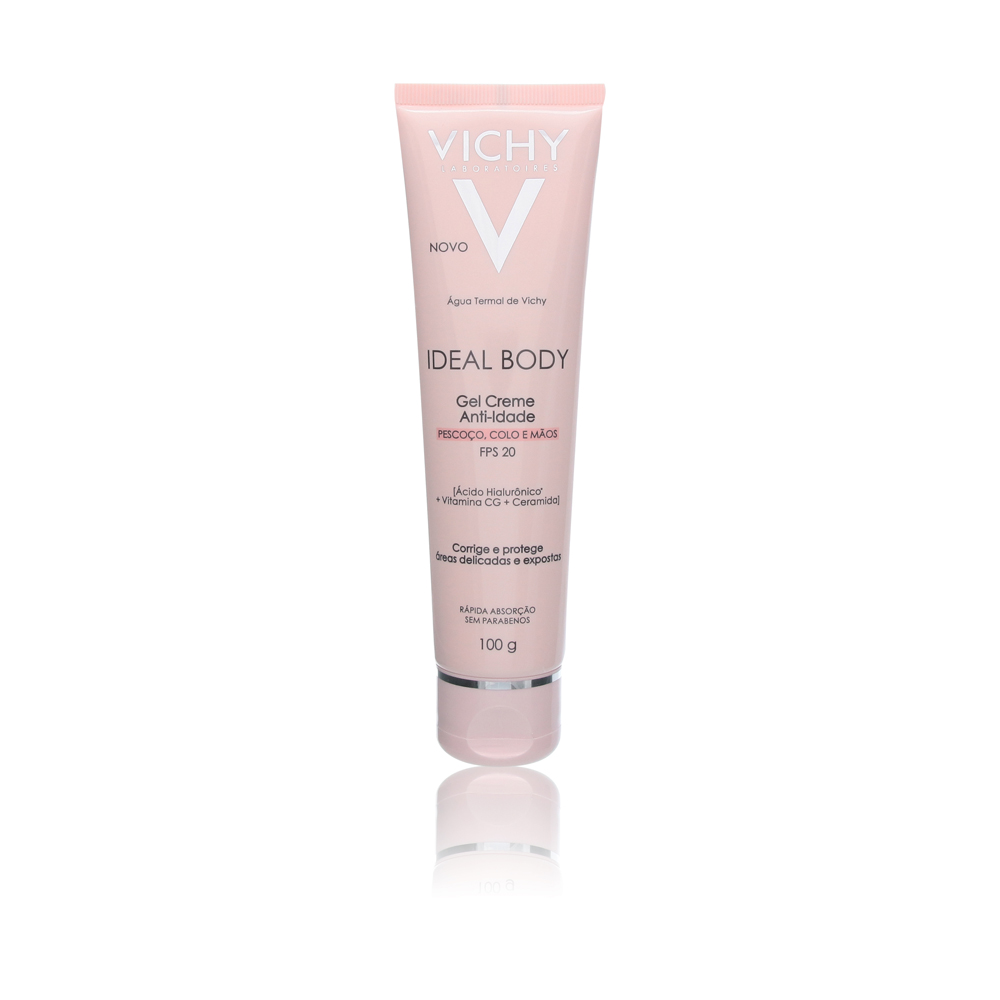 VICHY
LABORATOIRES
V
NOVO
Água Termal de Vichy
IDEAL BODY
Gel Creme
Anti-Idade
PESCOÇO, COLO E MÃOS
FPS 20
[Ácido Hialurônico*
+ Vitamina CG + Ceramida]
Corrige e protege
áreas delicadas e expostas
RÁPIDA ABSORÇÃO
SEM PARABENOS
100 g